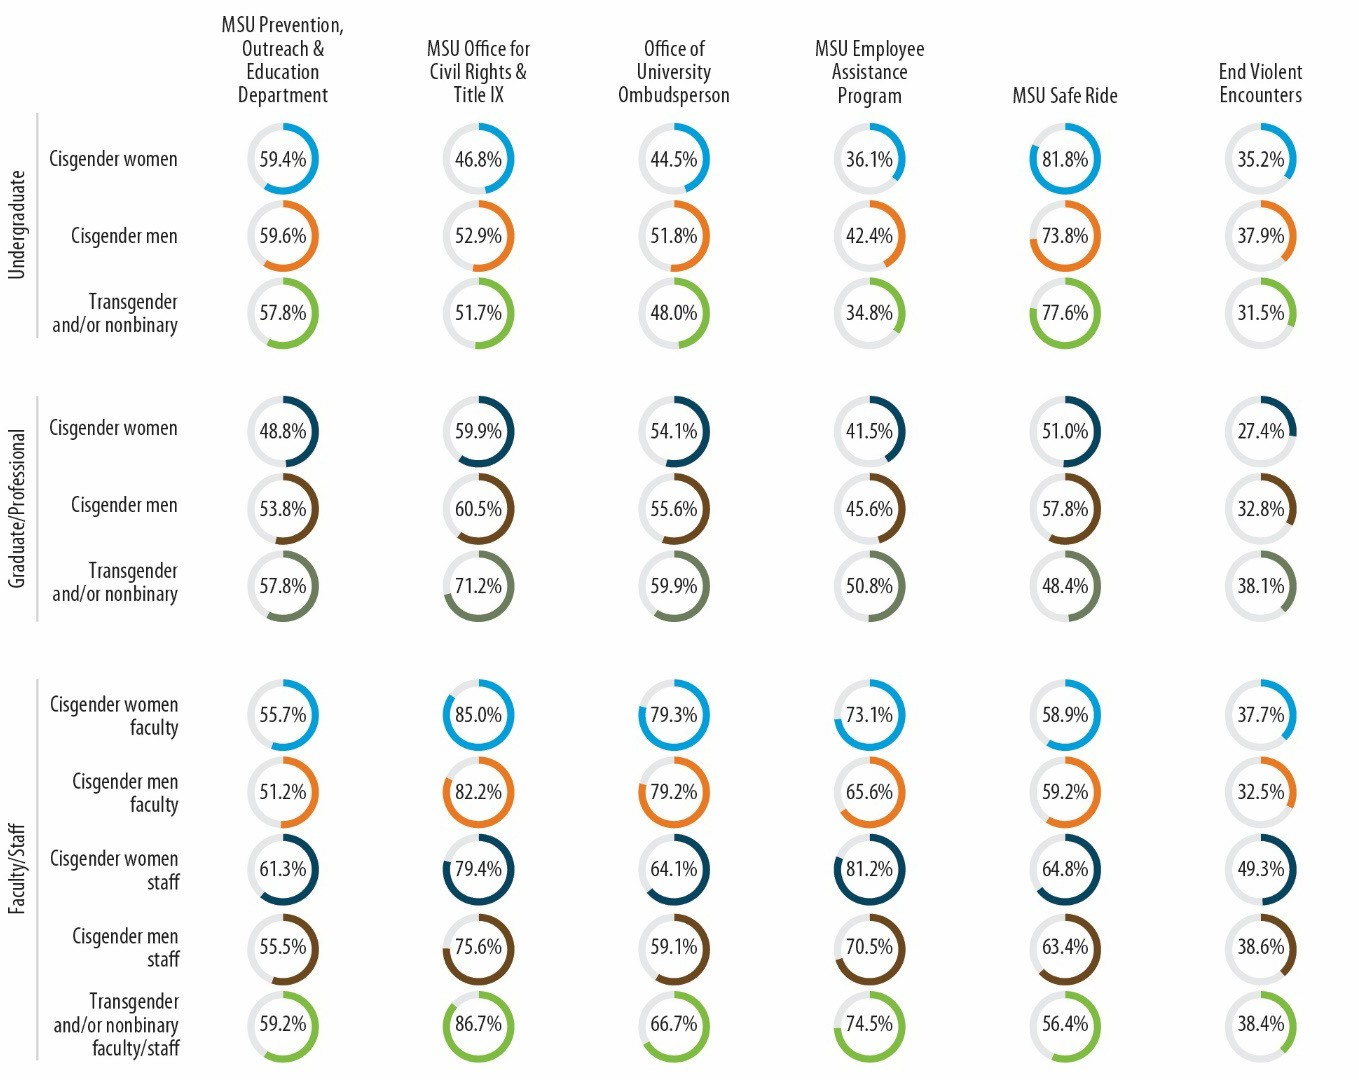 MSU Prevention,
Outreach &
Education
Department
MSU Office for
Civil Rights &
Title IX
Office of
University
Ombudsperson
MSU Employee
Assistance
Program
MSU Safe Ride
End Violent
Encounters
Undergraduate
Cisgender women
59.4% 46.8% 44.5% 36.1% 81.8% 35.2%
Cisgender men
59.6% 52.9% 51.8% 42.4% 73.8% 37.9%
Transgender
and/or nonbinary
57.8% 51.7% 48.0% 34.8% 77.6% 31.5%
Graduate/Professional
Cisgender women
48.8% 59.9% 54.1% 41.5% 51.0% 27.4%
Cisgender men
53.8% 60.5% 55.6% 45.6% 57.8% 32.8%
Transgender
and/or nonbinary
57.8% 71.2% 59.9% 50.8% 48.4% 38.1%
Faculty/Staff
Cisgender women
faculty
55.7% 85.0% 79.3% 73.1% 58.9% 37.7%
Cisgender men
faculty
51.2% 82.2% 79.2% 65.6% 59.2% 32.5%
Cisgender women
staff
61.3% 79.4% 64.1% 81.2% 64.8% 49.3%
Cisgender men
staff
55.5% 75.6% 59.1% 70.5% 63.4% 38.6%
Transgender
and/or nonbinary
faculty/staff
59.2% 86.7% 66.7% 74.5% 56.4% 38.4%